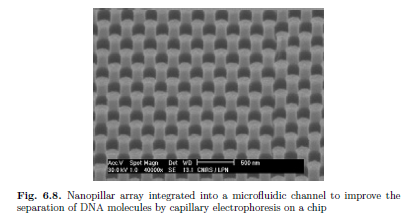 Acc.V Spot Magn Det WD 500 nm
30.0 kV 1.0 40000x SE 13.1 CNRS / LPN
Fig. 6.8. Nanopillar array integrated into a microfluidic channel to improve the
separation of DNA molecules by capillary electrophoresis on a chip